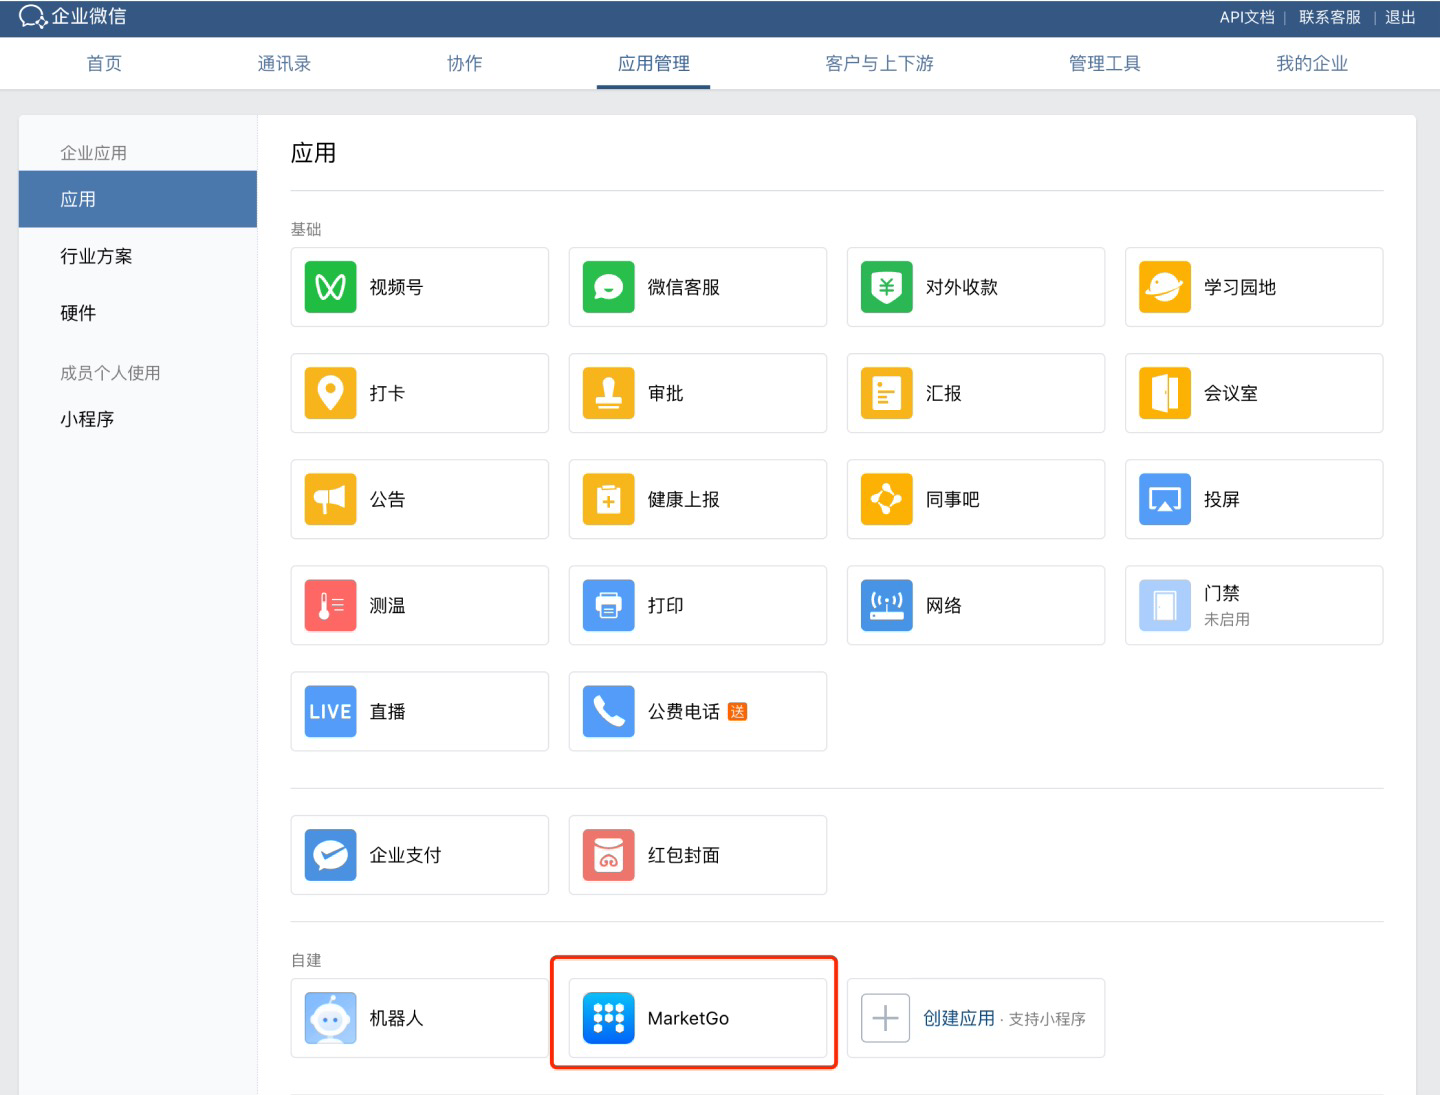 企业微信
API文档 | 联系客服 | 退出
首页 通讯录 协作 应用管理 客户与上下游 管理工具 我的企业
企业应用
应用
行业方案
硬件
成员个人使用
小程序
应用
基础
视频号 微信客服 对外收款 学习园地
打卡 审批 汇报 会议室
公告 健康上报 同事吧 投屏
测温 打印 网络 门禁
未启用
LIVE 直播 公费电话 送
企业支付 红包封面
自建
机器人 MarketGo 创建应用 · 支持小程序